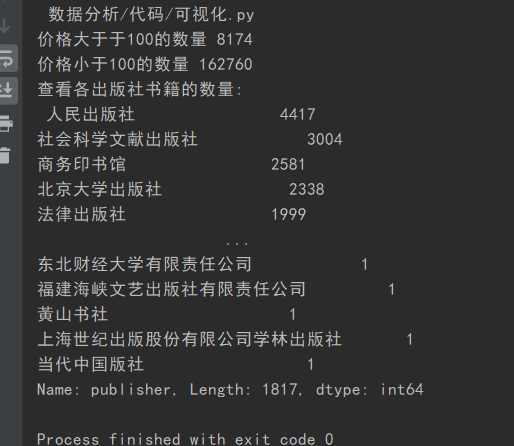 数据分析/代码/可视化.py
价格大于于100的数量 8174
价格小于100的数量 162760
查看各出版社书籍的数量:
人民出版社 4417
社会科学文献出版社 3004
商务印书馆 2581
北京大学出版社 2338
法律出版社 1999
...
东北财经大学有限责任公司 1
福建海峡文艺出版社有限责任公司 1
黄山书社 1
上海世纪出版股份有限公司学林出版社 1
当代中国版社 1
Name: publisher, Length: 1817, dtype: int64
Process finished with exit code 0